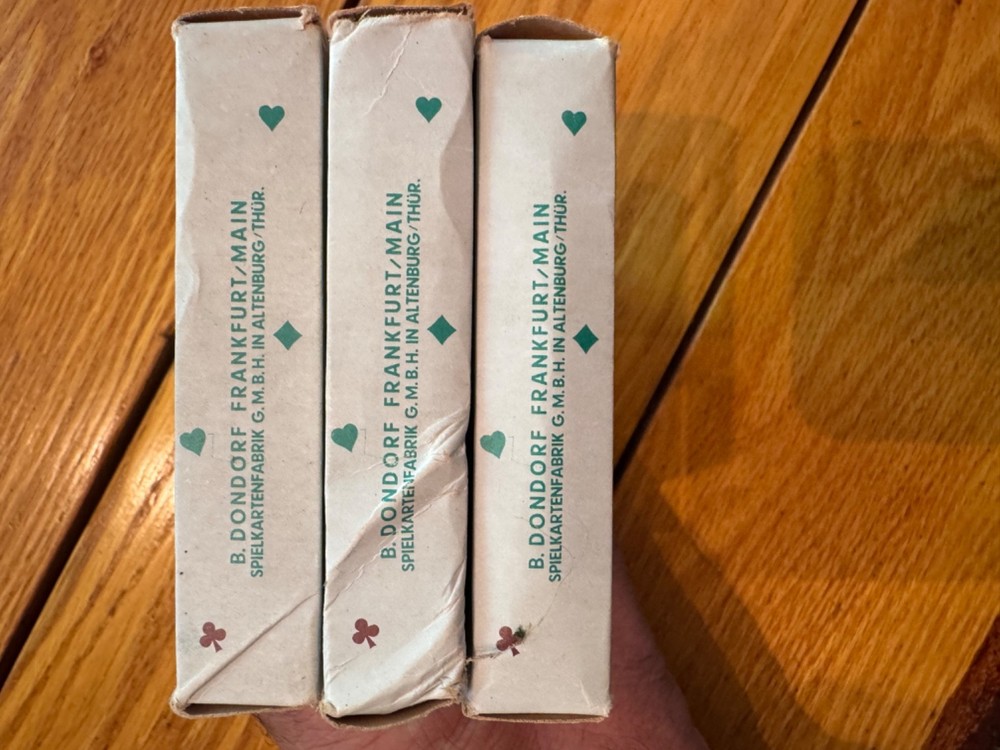 B. DONDORF FRANKFURT/MAIN
SPIELKARTENFABRIK G.M.B.H. IN ALTENBURG/THÜR.
B. DONDORF FRANKFURT/MAIN
SPIELKARTENFABRIK G.M.B.H. IN ALTENBURG/THÜR.
B. DONDORF FRANKFURT/MAIN
SPIELKARTENFABRIK G.M.B.H. IN ALTENBURG/THÜR.